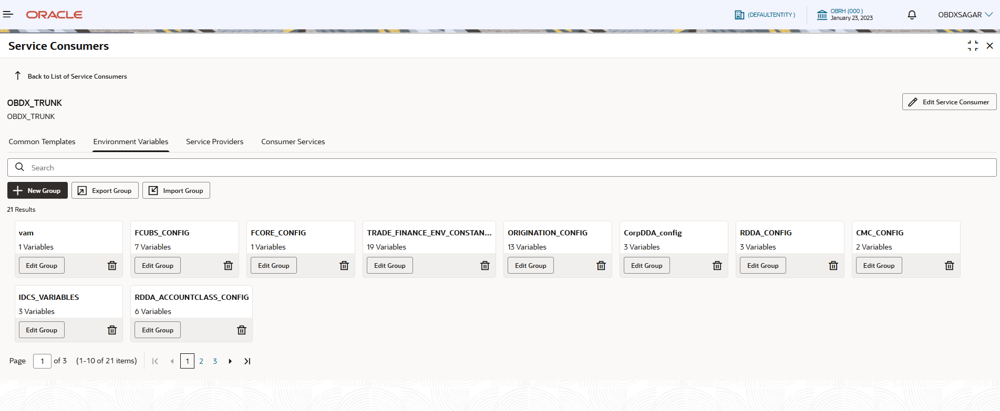 ORACLE
(DEFAULTENTITY )
OBRH (000 )
January 23, 2023
OBDXSAGAR
Service Consumers
Back to List of Service Consumers
OBDX_TRUNK
Edit Service Consumer
OBDX_TRUNK
Common Templates Environment Variables Service Providers Consumer Services
Search
New Group Export Group Import Group
21 Results
vam FCUBS_CONFIG FCORE_CONFIG TRADE_FINANCE_ENV_CONSTAN... ORIGINATION_CONFIG CorpDDA_config RDDA_CONFIG CMC_CONFIG
1 Variables 7 Variables 1 Variables 19 Variables 13 Variables 3 Variables 3 Variables 2 Variables
Edit Group Edit Group Edit Group Edit Group Edit Group Edit Group Edit Group Edit Group
IDCS_VARIABLES RDDA_ACCOUNTCLASS_CONFIG
3 Variables 6 Variables
Edit Group Edit Group
Page 1 of 3 (1-10 of 21 items) 1 2 3